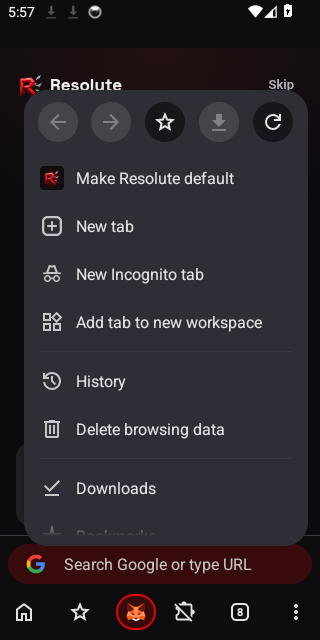 5:57
Resolute
Skip
Make Resolute default
New tab
New Incognito tab
Add tab to new workspace
History
Delete browsing data
Downloads
Bookmarks
Search Google or type URL
8